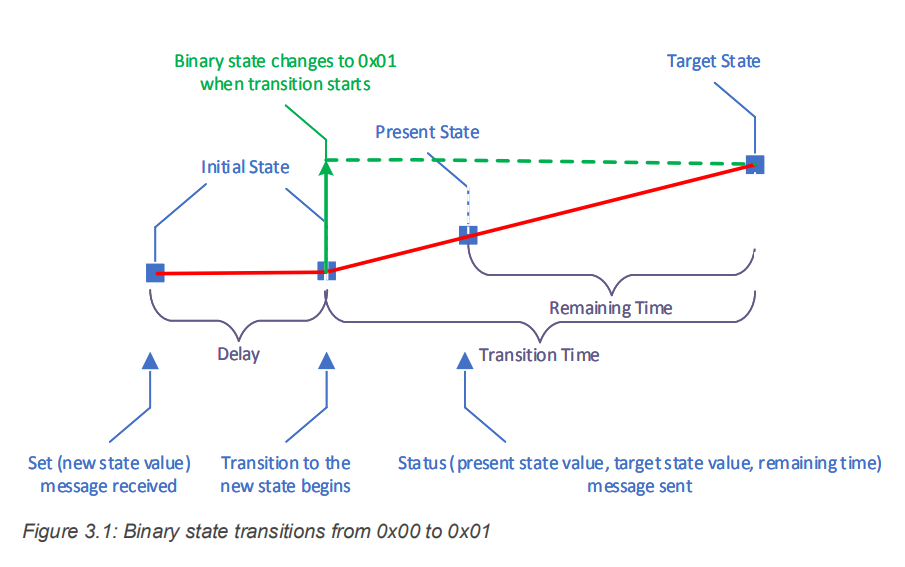 Binary state changes to 0x01
when transition starts
Target State
Present State
Initial State
Remaining Time
Delay
Transition Time
Set (new state value)
message received
Transition to the
new state begins
Status (present state value, target state value, remaining time)
message sent
Figure 3.1: Binary state transitions from 0x00 to 0x01